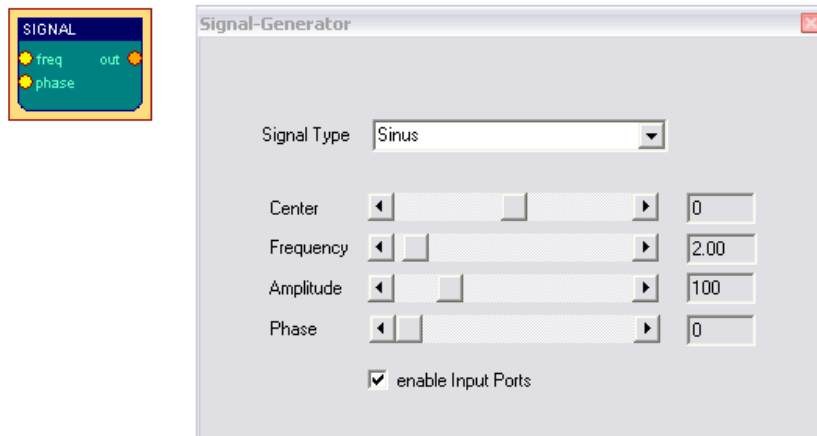 SIGNAL
freq out
phase
Signal-Generator
Signal Type Sinus
Center 0
Frequency 2.00
Amplitude 100
Phase 0
enable Input Ports